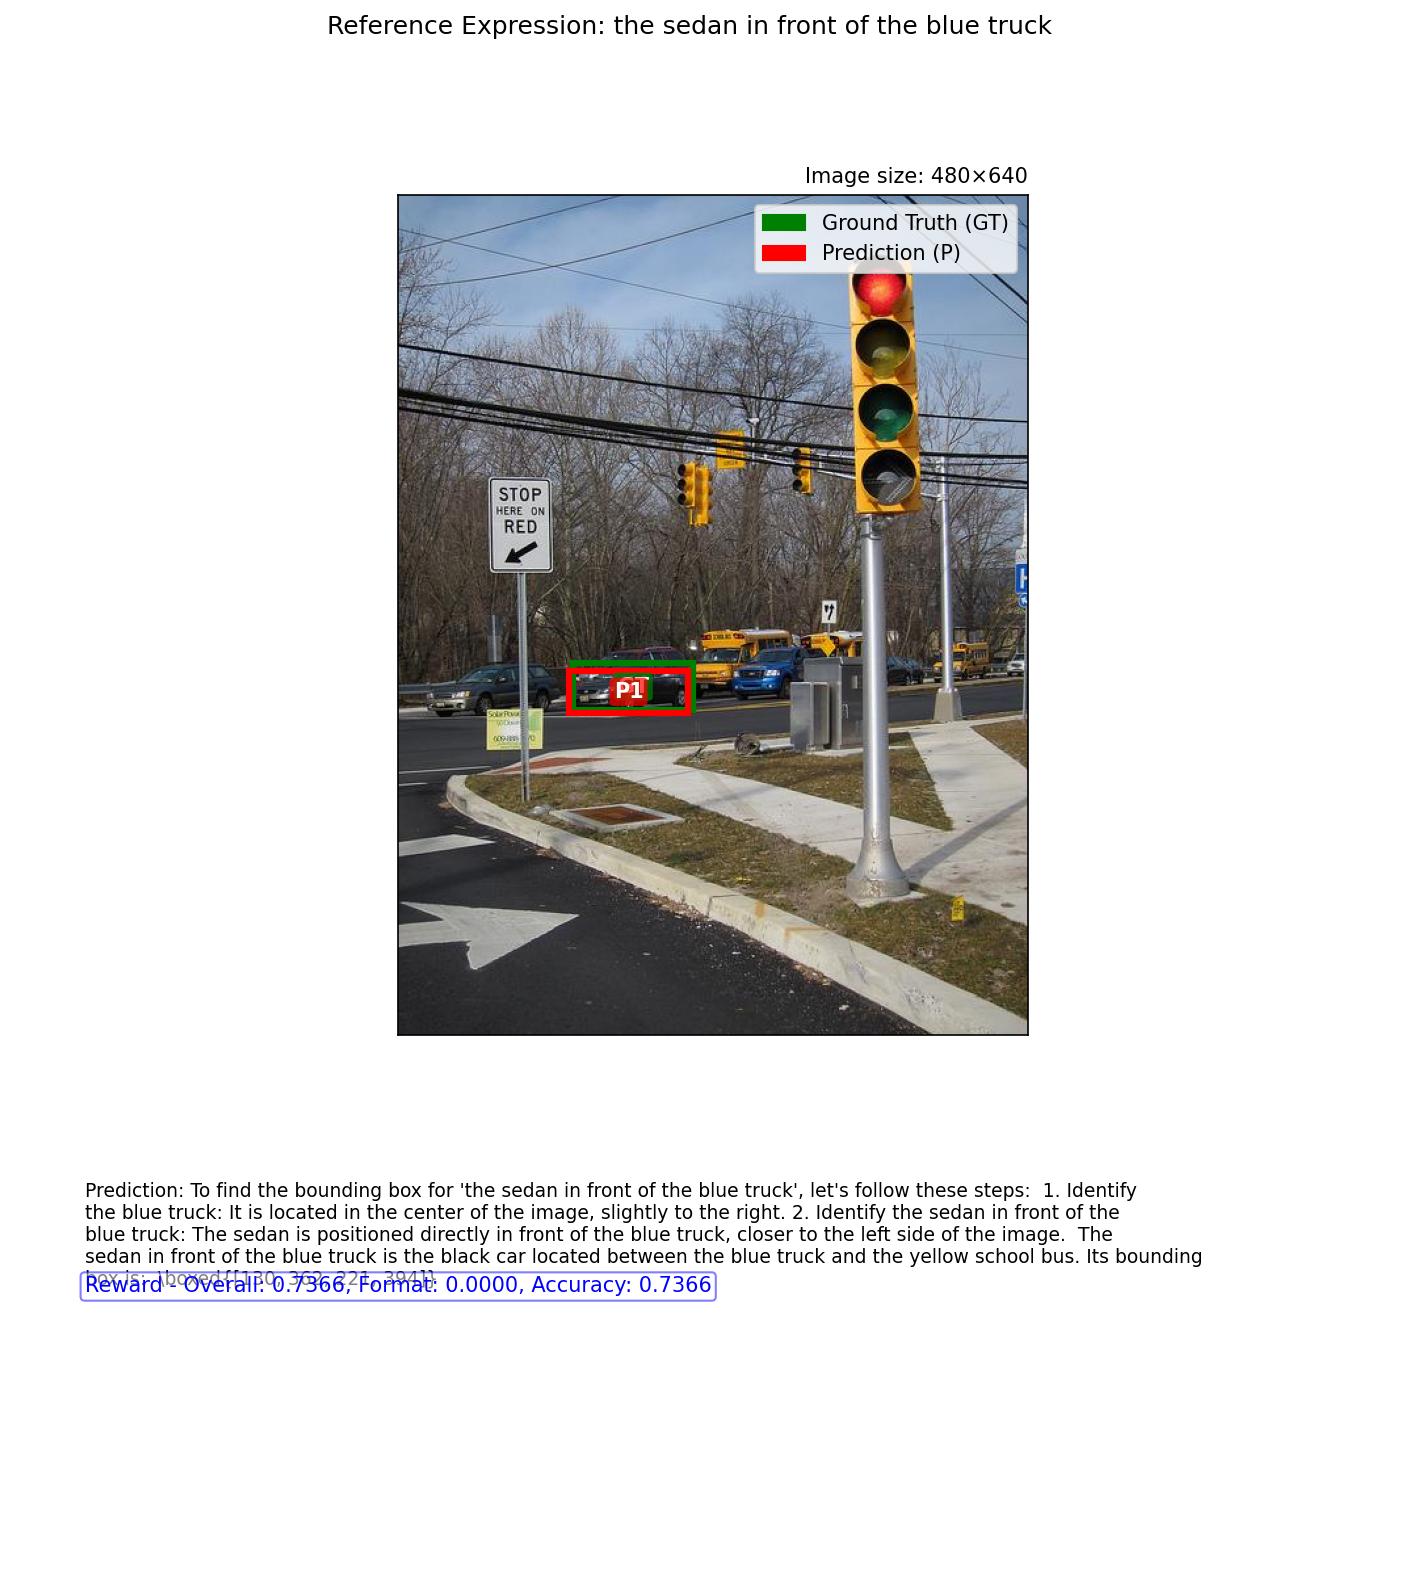 Reference Expression: the sedan in front of the blue truck
Image size: 480×640
Ground Truth (GT)
Prediction (P)
STOP
HERE ON
RED
SCHOOL BUS
H
P1
Solar Power
Prediction: To find the bounding box for 'the sedan in front of the blue truck', let's follow these steps:  1. Identify
the blue truck: It is located in the center of the image, slightly to the right. 2. Identify the sedan in front of the
blue truck: The sedan is positioned directly in front of the blue truck, closer to the left side of the image.  The
sedan in front of the blue truck is the black car located between the blue truck and the yellow school bus. Its bounding
box is: \boxed{[130, 362, 221, 394]}
Reward - Overall: 0.7366, Format: 0.0000, Accuracy: 0.7366